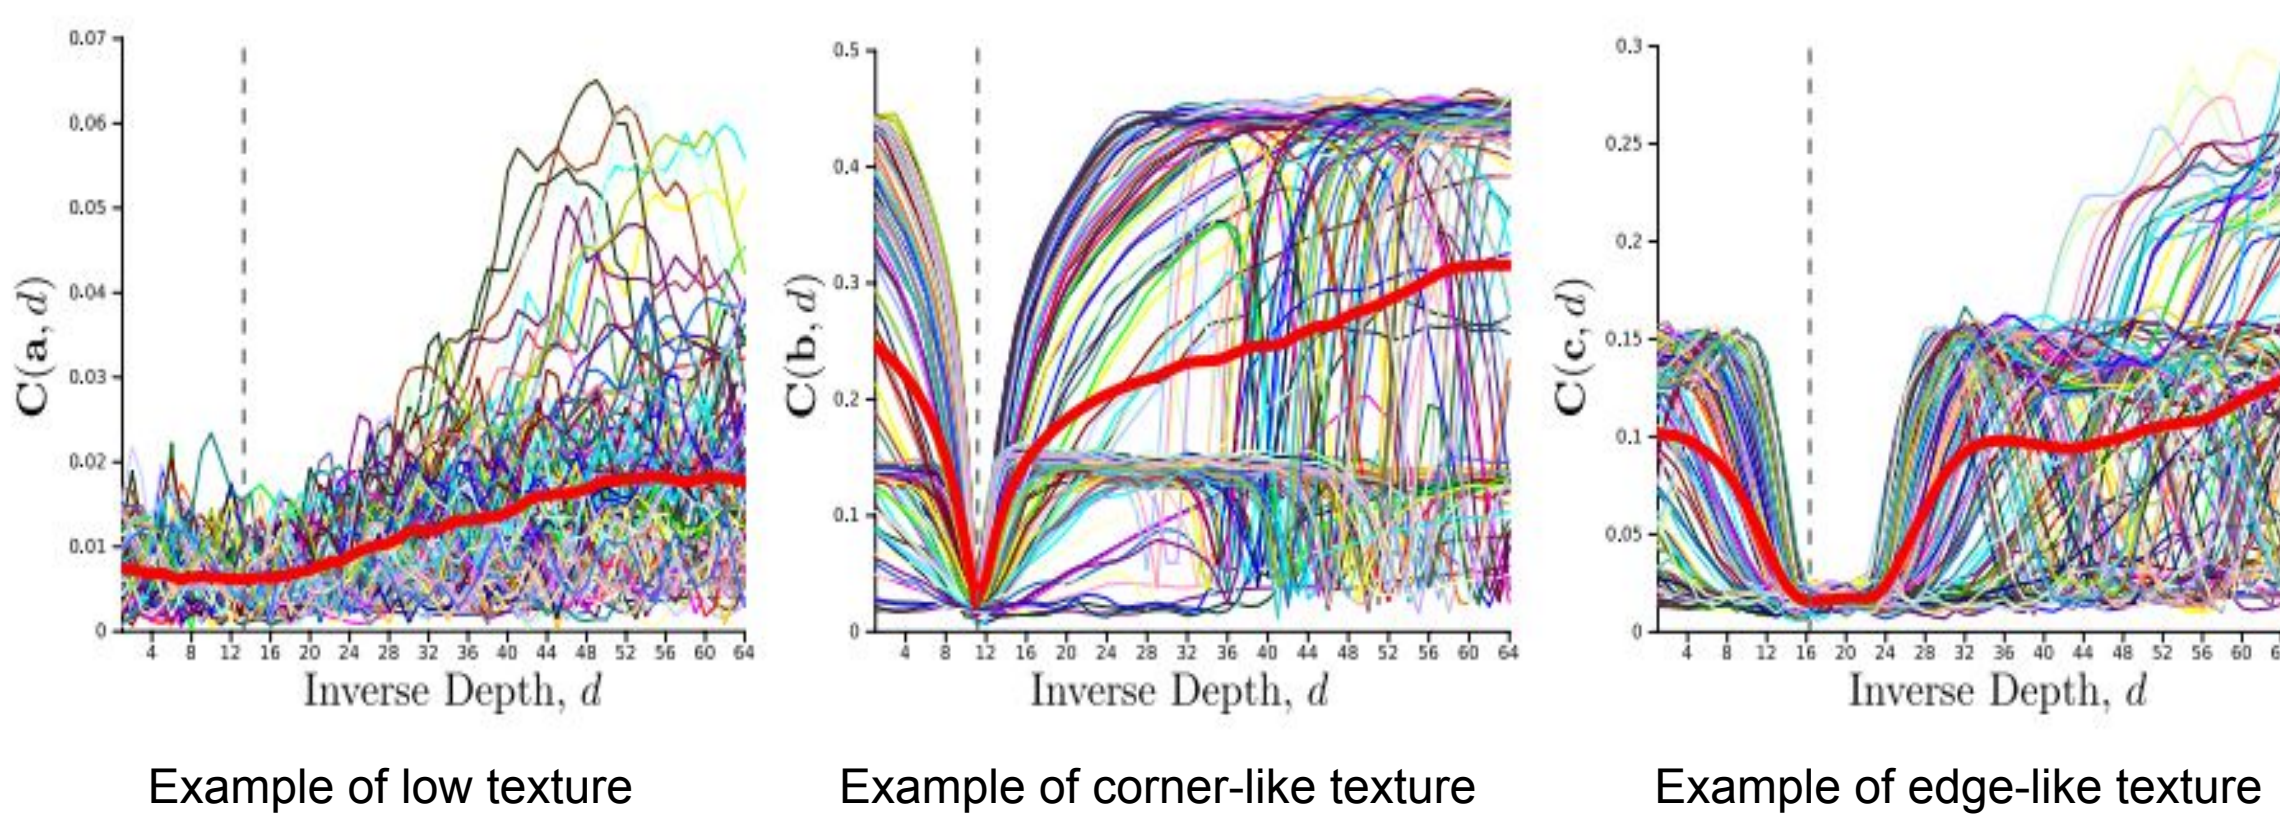 0.07
0.06
0.05
0.04
0.03
0.02
0.01
0
C(a, d)
4 8 12 16 20 24 28 32 36 40 44 48 52 56 60 64
Inverse Depth, d
Example of low texture
0.5
0.4
0.3
0.2
0.1
0
C(b, d)
4 8 12 16 20 24 28 32 36 40 44 48 52 56 60 64
Inverse Depth, d
Example of corner-like texture
0.3
0.25
0.2
0.15
0.1
0.05
0
C(c, d)
4 8 12 16 20 24 28 32 36 40 44 48 52 56 60
Inverse Depth, d
Example of edge-like texture